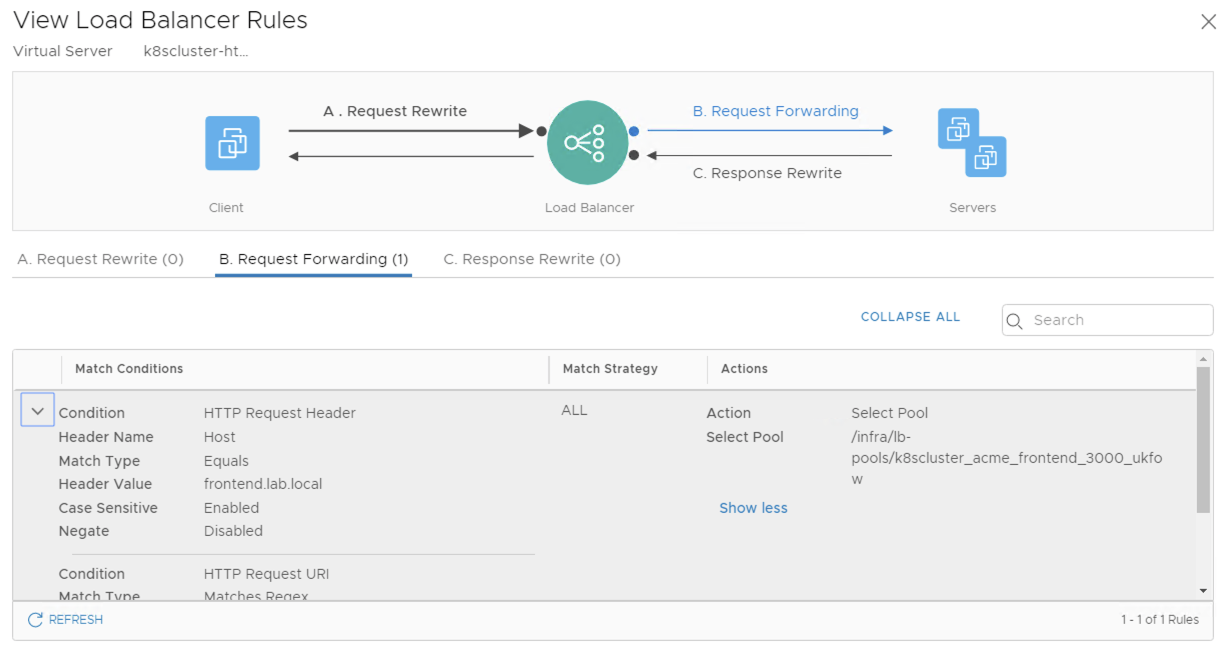 View Load Balancer Rules
Virtual Server k8scluster-ht...
A . Request Rewrite
B. Request Forwarding
C. Response Rewrite
Client
Load Balancer
Servers
A. Request Rewrite (0) B. Request Forwarding (1) C. Response Rewrite (0)
COLLAPSE ALL Search
Match Conditions Match Strategy Actions
Condition HTTP Request Header ALL Action Select Pool
Header Name Host Select Pool /infra/lb-
Match Type Equals pools/k8scluster_acme_frontend_3000_ukfo
Header Value frontend.lab.local w
Case Sensitive Enabled Show less
Negate Disabled
Condition HTTP Request URI
Match Type Matches Regex
REFRESH 1 - 1 of 1 Rules